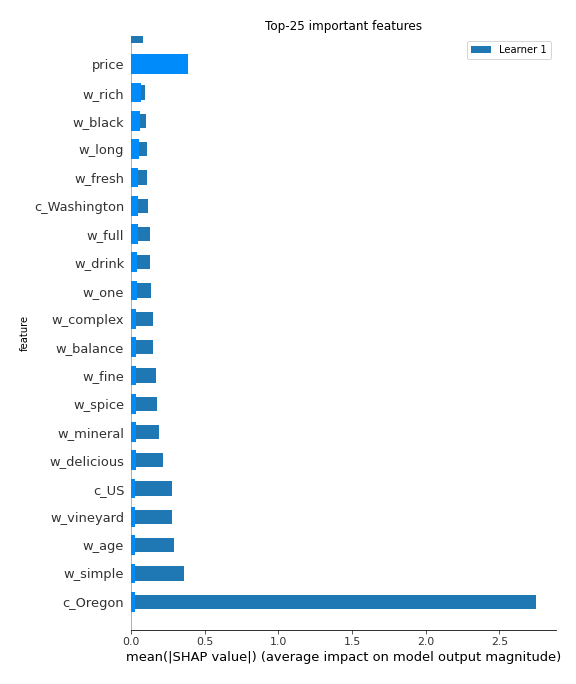 Top-25 important features
Learner 1
price
w_rich
w_black
w_long
w_fresh
c_Washington
w_full
w_drink
w_one
w_complex
w_balance
w_fine
w_spice
w_mineral
w_delicious
c_US
w_vineyard
w_age
w_simple
c_Oregon
feature
0.0 0.5 1.0 1.5 2.0 2.5
mean(|SHAP value|) (average impact on model output magnitude)